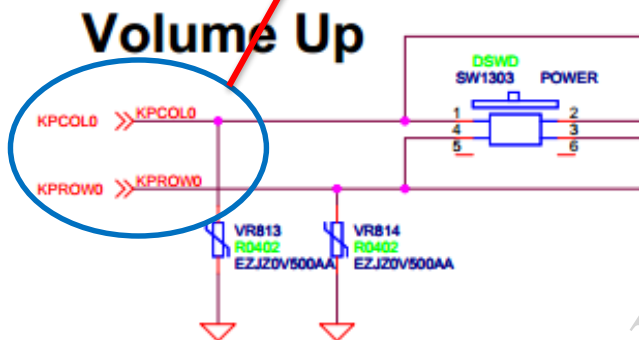 Volume Up
DSWD
SW1303 POWER
KPCOL0 KPCOL0
1 2
4 3
5 6
KPROW0 KPROW0
VR813 VR814
R0402 R0402
EZJZ0V500AA EZJZ0V500AA